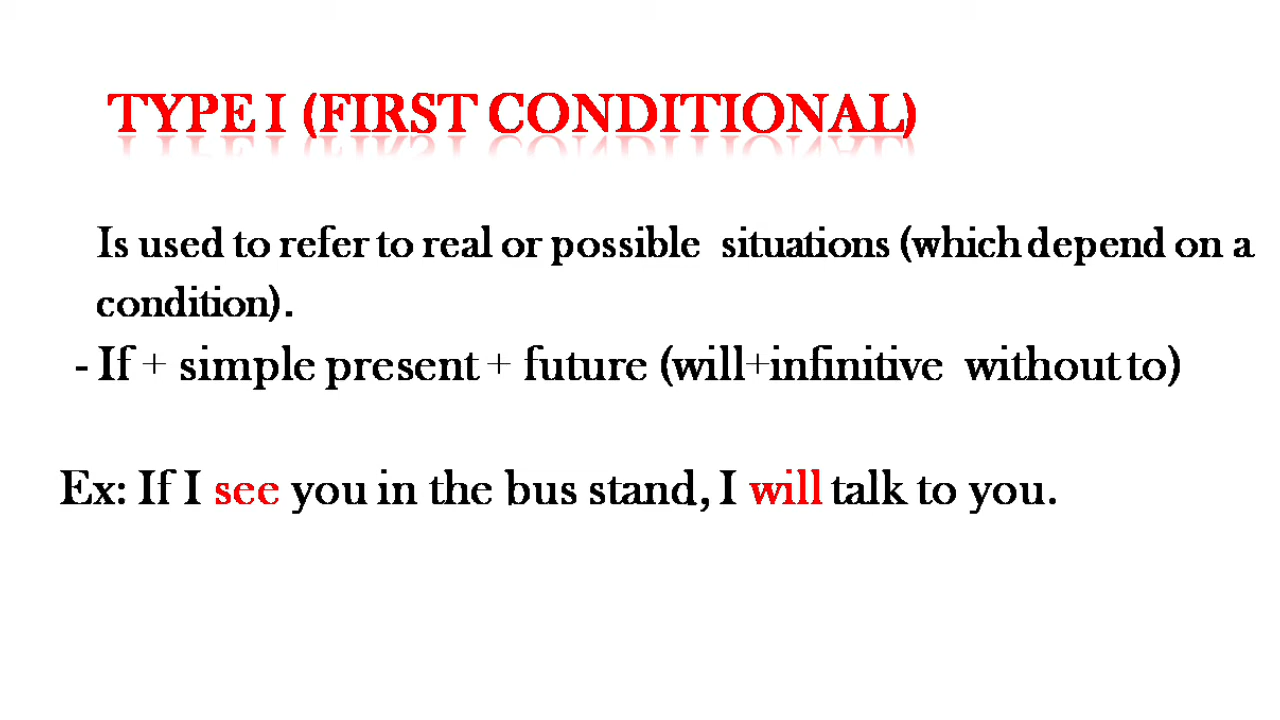 TYPE I (FIRST CONDITIONAL)
Is used to refer to real or possible situations (which depend on a
condition).
- If + simple present + future (will+infinitive without to)
Ex: If I see you in the bus stand, I will talk to you.